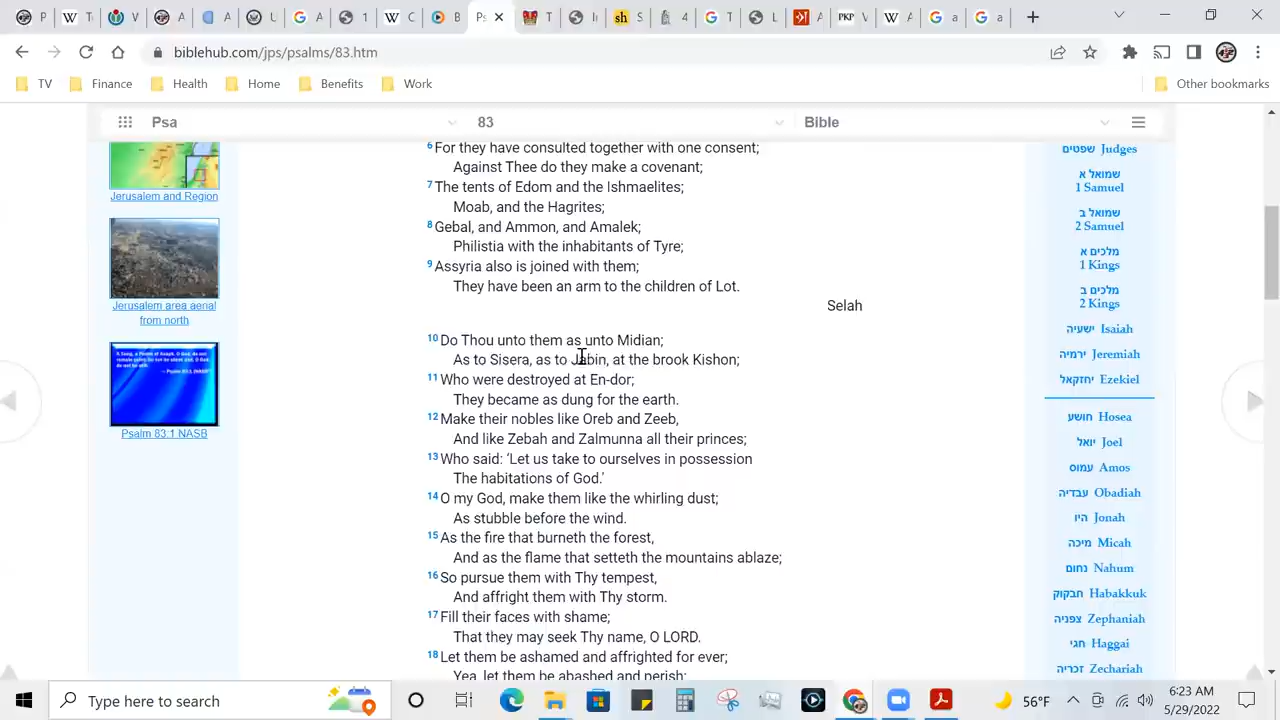 P
W
U
W
U
G A
1
W C
B
Ps
T
In
sh S
4
G T
L
A
PKP V
W A
G a
G a
biblehub.com/jps/psalms/83.htm
TV
Finance
Health
Home
Benefits
Work
Other bookmarks
Psa
83
Bible
Jerusalem and Region
Jerusalem area aerial
from north
Psalm 83:1 NASB
6 For they have consulted together with one consent;
Against Thee do they make a covenant;
7 The tents of Edom and the Ishmaelites;
Moab, and the Hagrites;
8 Gebal, and Ammon, and Amalek;
Philistia with the inhabitants of Tyre;
9 Assyria also is joined with them;
They have been an arm to the children of Lot.
Selah
10 Do Thou unto them as unto Midian;
As to Sisera, as to Jabin, at the brook Kishon;
11 Who were destroyed at En-dor;
They became as dung for the earth.
12 Make their nobles like Oreb and Zeeb,
And like Zebah and Zalmunna all their princes;
13 Who said: ‘Let us take to ourselves in possession
The habitations of God.’
14 O my God, make them like the whirling dust;
As stubble before the wind.
15 As the fire that burneth the forest,
And as the flame that setteth the mountains ablaze;
16 So pursue them with Thy tempest,
And affright them with Thy storm.
17 Fill their faces with shame;
That they may seek Thy name, O LORD.
18 Let them be ashamed and affrighted for ever;
Yea, let them be abashed and perish;
שפטים Judges
שמואל א
1 Samuel
שמואל ב
2 Samuel
מלכים א
1 Kings
מלכים ב
2 Kings
ישעיה Isaiah
ירמיה Jeremiah
יחזקאל Ezekiel
הושע Hosea
יואל Joel
עמוס Amos
עבדיה Obadiah
יונה Jonah
מיכה Micah
נחום Nahum
חבקוק Habakkuk
צפניה Zephaniah
חגי Haggai
זכריה Zechariah
Type here to search
56°F
6:23 AM
5/29/2022